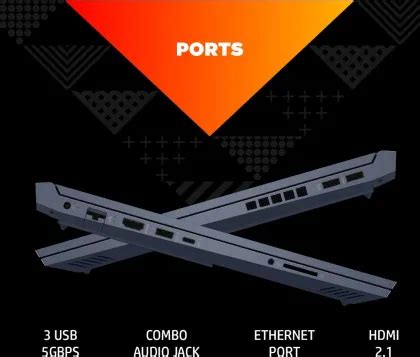 PORTS
3 USB COMBO ETHERNET HDMI
5GBPS AUDIO JACK PORT 2.1